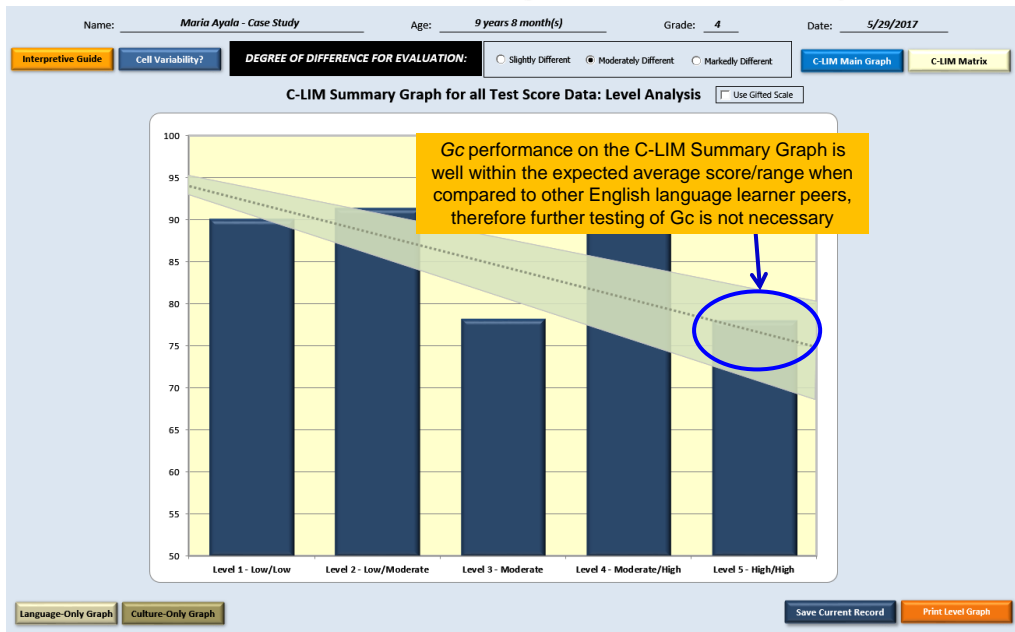 Name: Maria Ayala - Case Study Age: 9 years 8 month(s) Grade: 4 Date: 5/29/2017
Interpretive Guide Cell Variability? DEGREE OF DIFFERENCE FOR EVALUATION: Slightly Different Moderately Different Markedly Different C-LIM Main Graph C-LIM Matrix
C-LIM Summary Graph for all Test Score Data: Level Analysis Use Gifted Scale
Gc performance on the C-LIM Summary Graph is
well within the expected average score/range when
compared to other English language learner peers,
therefore further testing of Gc is not necessary
100
95
90
85
80
75
70
65
60
55
50
Level 1 - Low/Low Level 2 - Low/Moderate Level 3 - Moderate Level 4 - Moderate/High Level 5 - High/High
Language-Only Graph Culture-Only Graph Save Current Record Print Level Graph